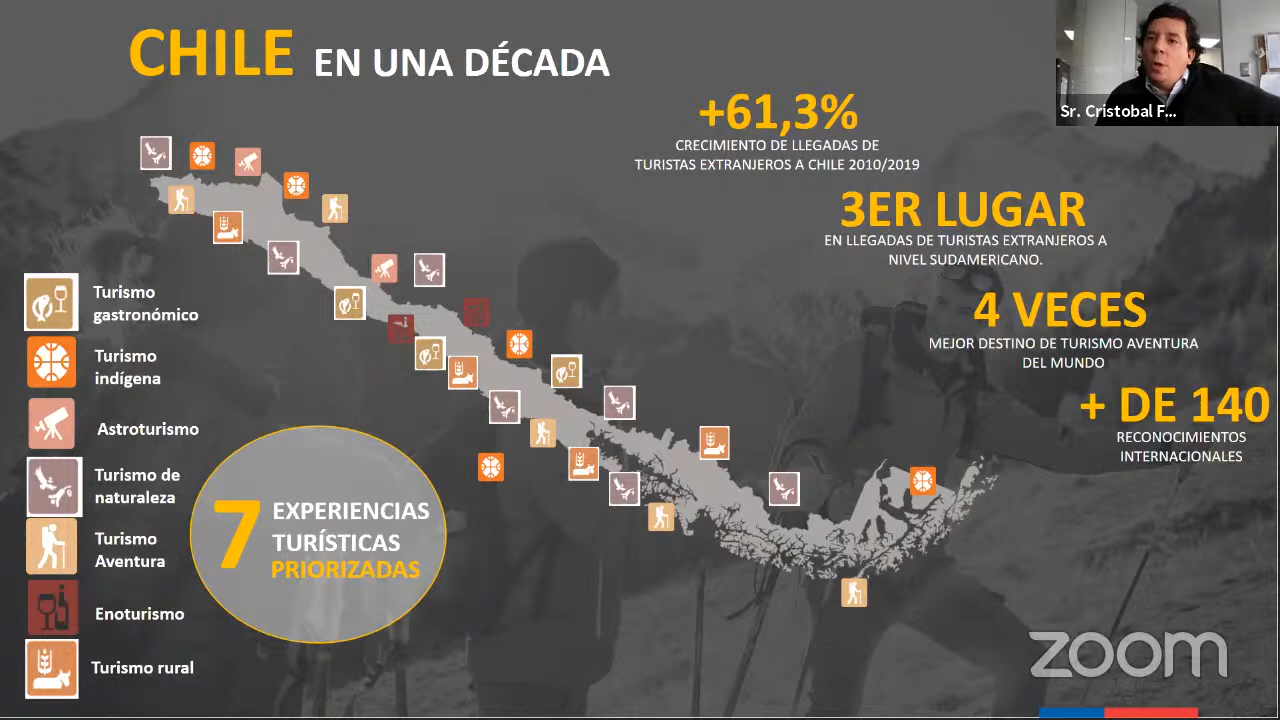 CHILE EN UNA DÉCADA
Sr. Cristobal F...
+61,3%
CRECIMIENTO DE LLEGADAS DE
TURISTAS EXTRANJEROS A CHILE 2010/2019
3ER LUGAR
EN LLEGADAS DE TURISTAS EXTRANJEROS A
NIVEL SUDAMERICANO.
4 VECES
MEJOR DESTINO DE TURISMO AVENTURA
DEL MUNDO
+ DE 140
RECONOCIMIENTOS
INTERNACIONALES
Turismo
gastronómico
Turismo
indígena
Astroturismo
Turismo de
naturaleza
Turismo
Aventura
Enoturismo
Turismo rural
7 EXPERIENCIAS
TURÍSTICAS
PRIORIZADAS
zoom